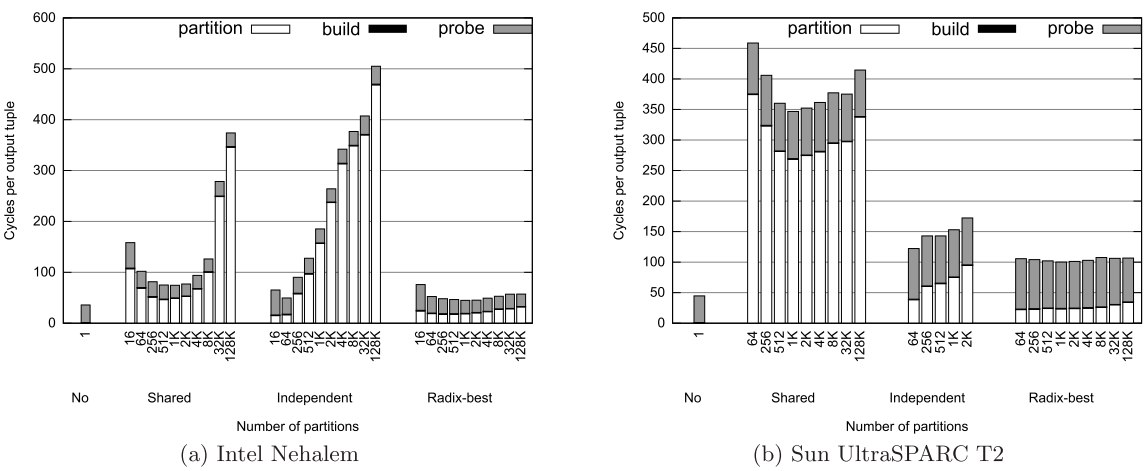 partition build probe
Cycles per output tuple
600
500
400
300
200
100
0
1 16 64 256 512 1K 2K 4K 8K 32K 128K 16 64 256 512 1K 2K 4K 8K 32K 128K 16 64 256 512 1K 2K 4K 8K 32K 128K
No Shared Independent Radix-best
Number of partitions
(a) Intel Nehalem
partition build probe
Cycles per output tuple
500
450
400
350
300
250
200
150
100
50
0
1 64 256 512 1K 2K 4K 8K 32K 128K 64 256 512 1K 2K 64 256 512 1K 2K 4K 8K 32K 128K
No Shared Independent Radix-best
Number of partitions
(b) Sun UltraSPARC T2